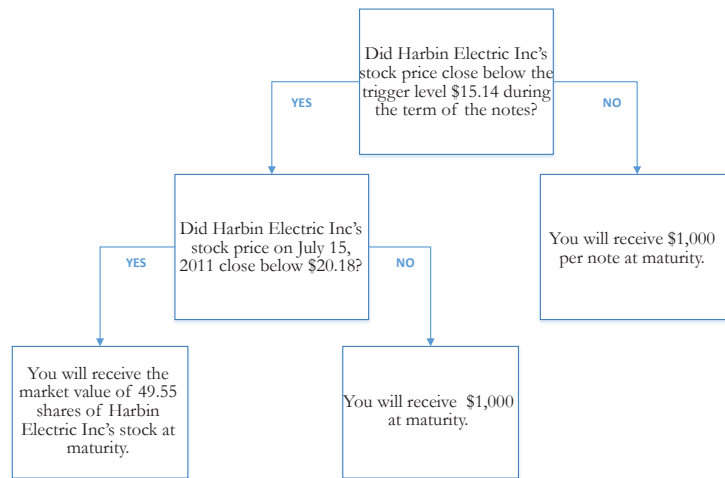 Did Harbin Electric Inc's
stock price close below the
trigger level $15.14 during
the term of the notes?
YES
NO
Did Harbin Electric Inc's
stock price on July 15,
2011 close below $20.18?
You will receive $1,000
per note at maturity.
YES
NO
You will receive the
market value of 49.55
shares of Harbin
Electric Inc's stock at
maturity.
You will receive $1,000
at maturity.